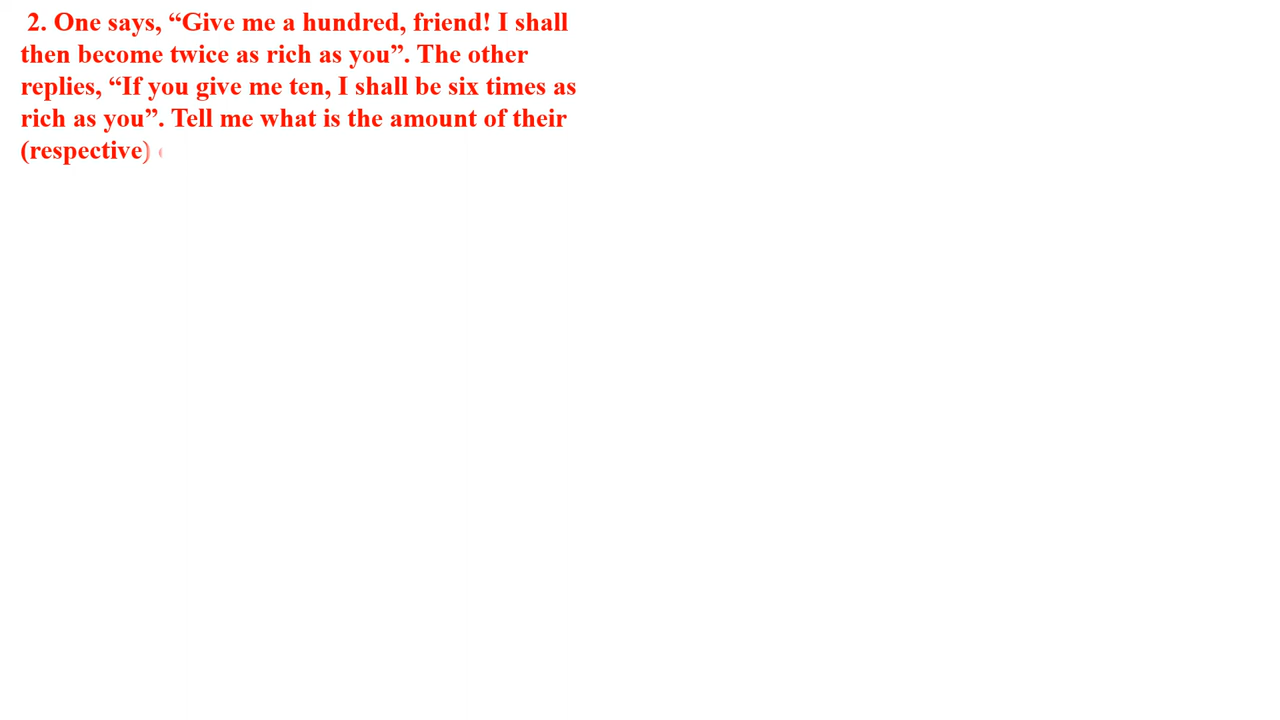 2. One says, “Give me a hundred, friend! I shall
then become twice as rich as you”. The other
replies, “If you give me ten, I shall be six times as
rich as you”. Tell me what is the amount of their
(respective)